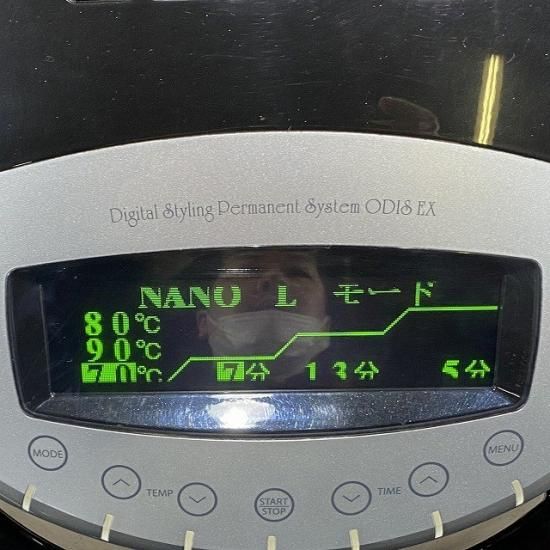 Digital Styling Permanent System ODIS EX
NANO L モード
80℃
90℃
70℃ 7分 13分 5分
MODE
TEMP
START STOP
TIME
MENU